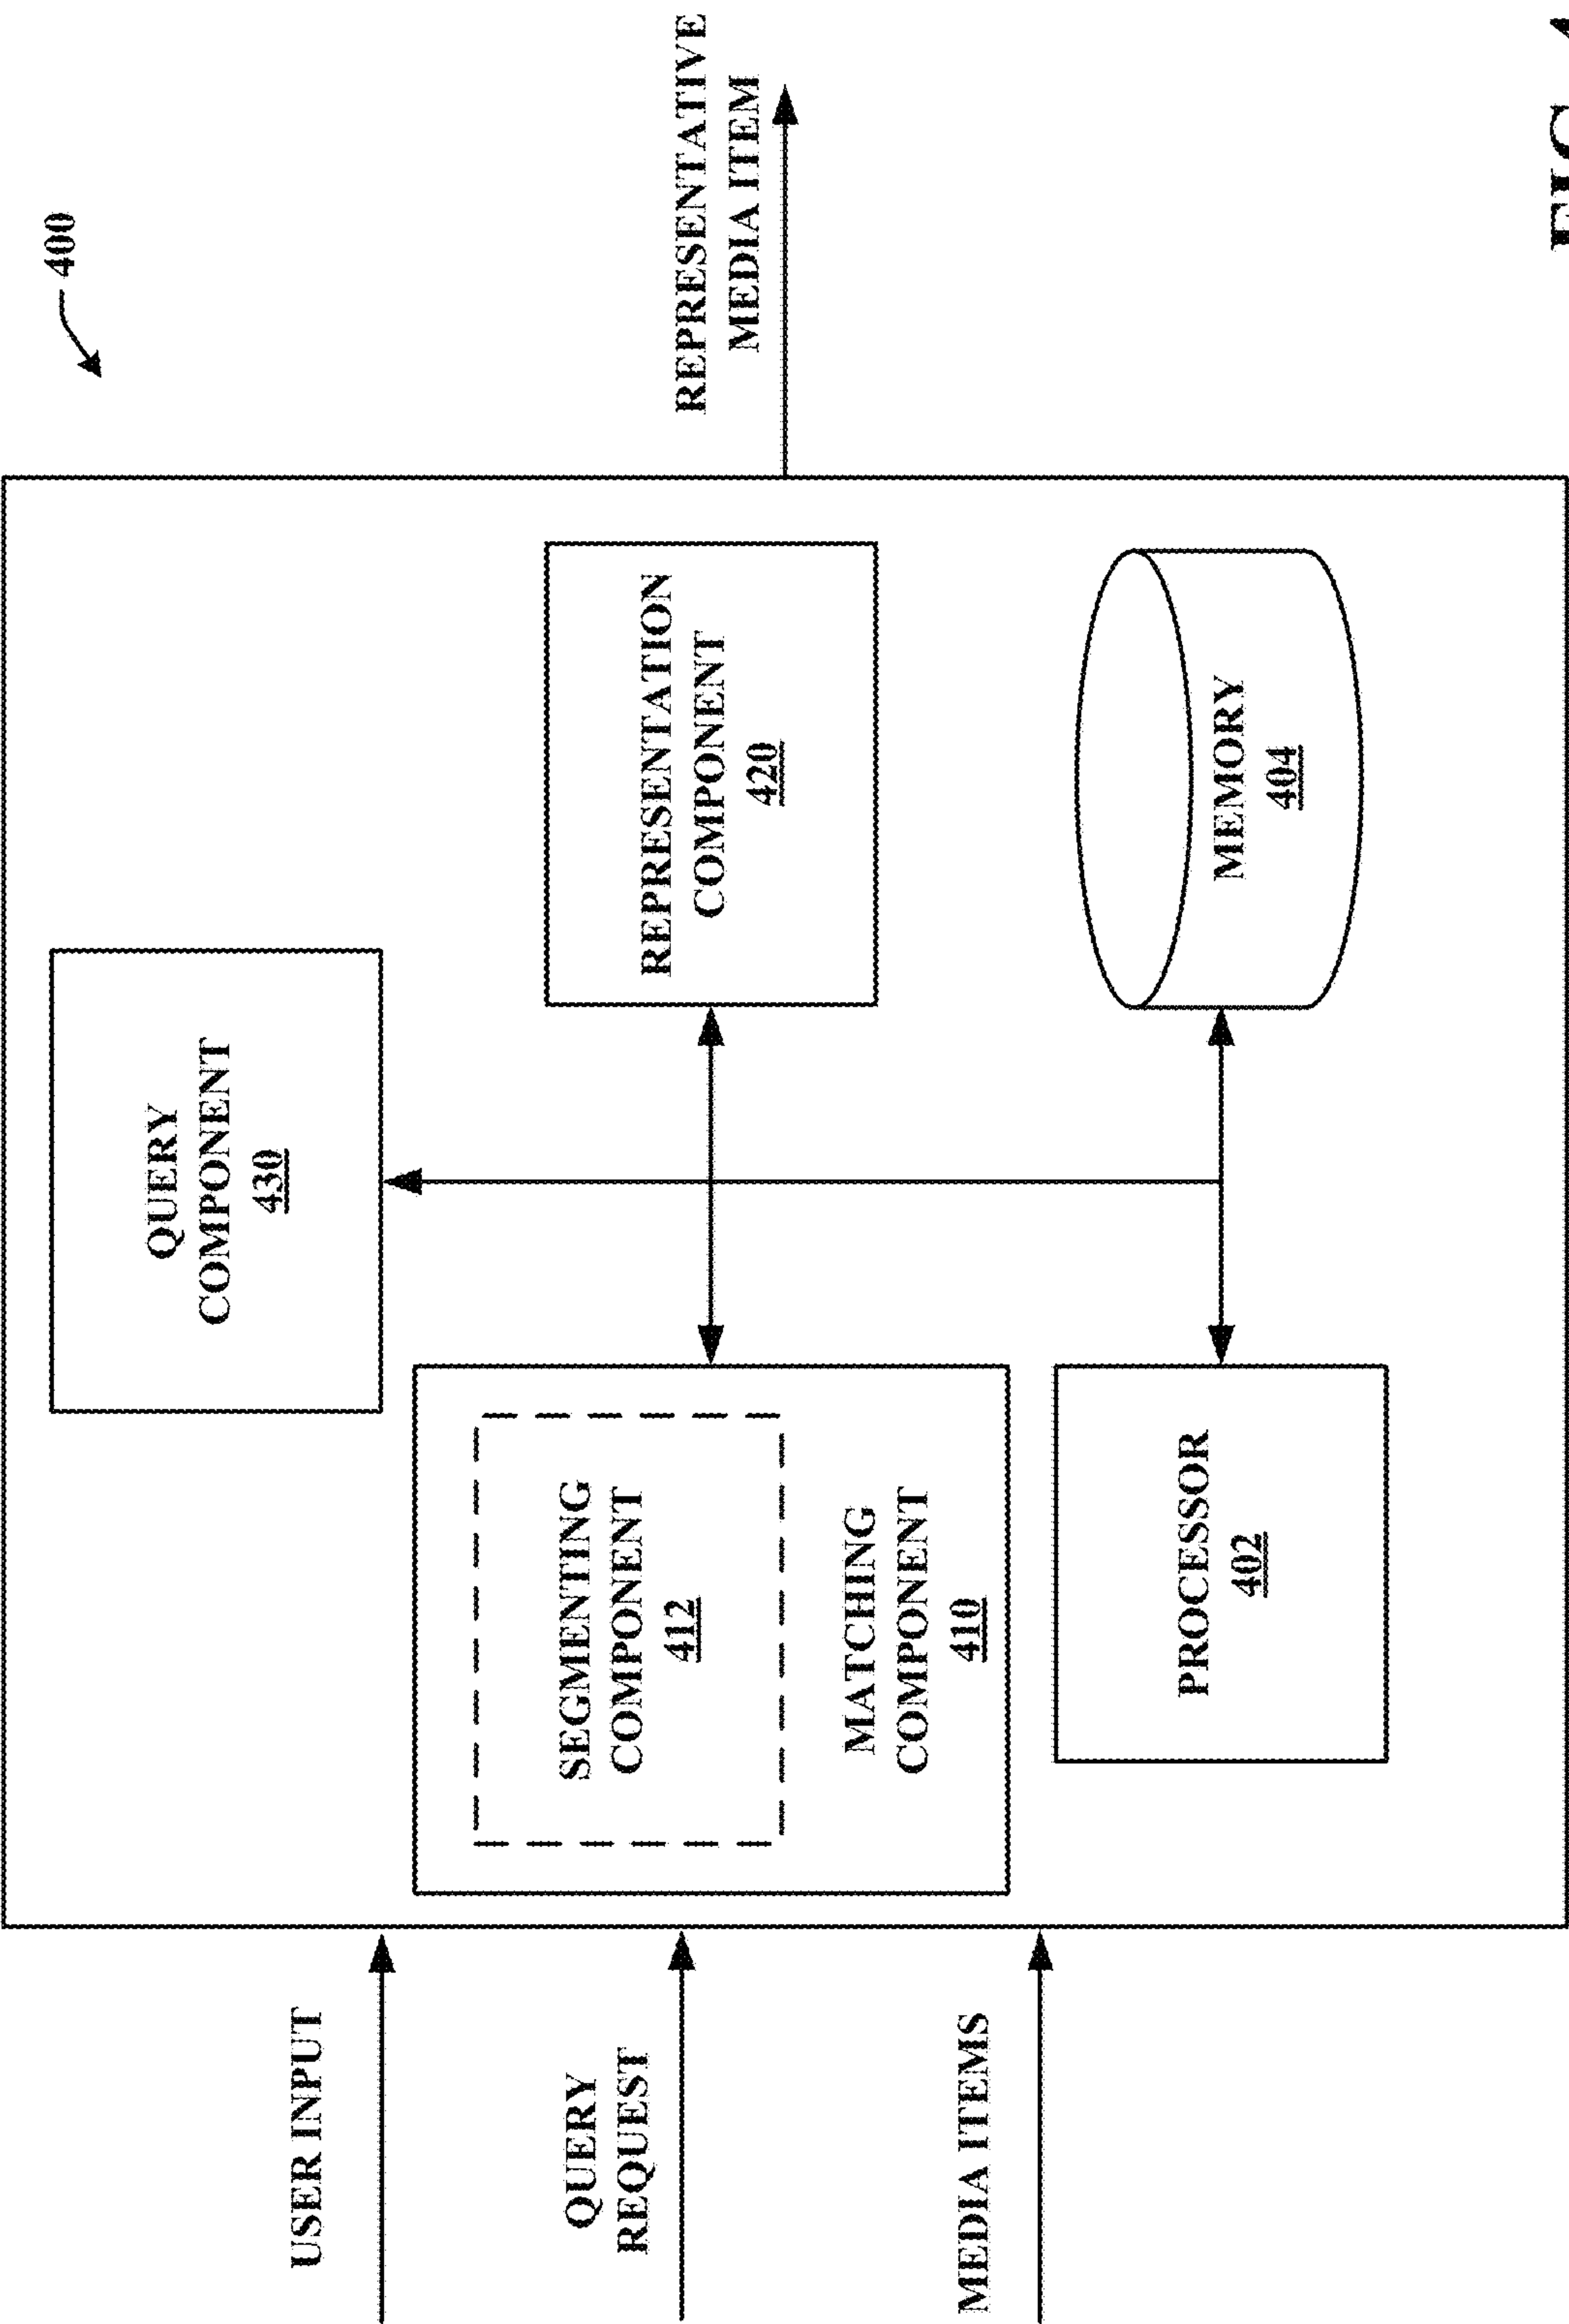 400
USER INPUT
QUERY
REQUEST
MEDIA ITEMS
QUERY
COMPONENT
430
SEGMENTING
COMPONENT
412
MATCHING
COMPONENT
410
REPRESENTATION
COMPONENT
420
PROCESSOR
402
MEMORY
404
REPRESENTATIVE
MEDIA ITEM